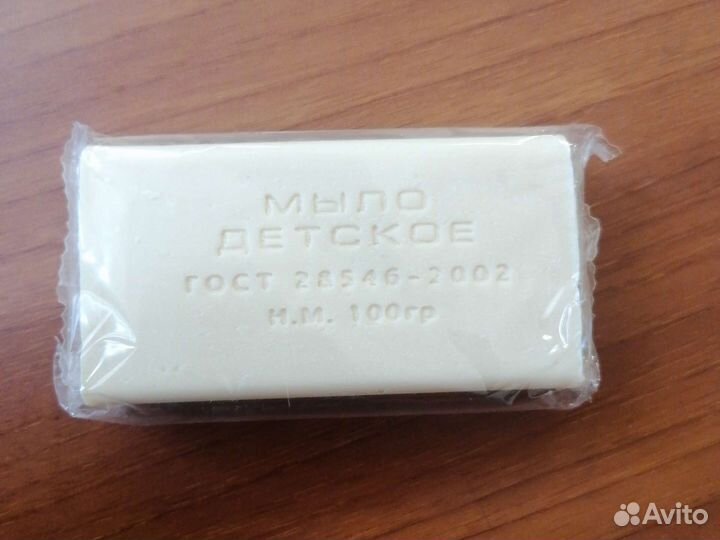 МЫЛО
ДЕТСКОЕ
ГОСТ 28546-2002
Н.М. 100гр
Avito